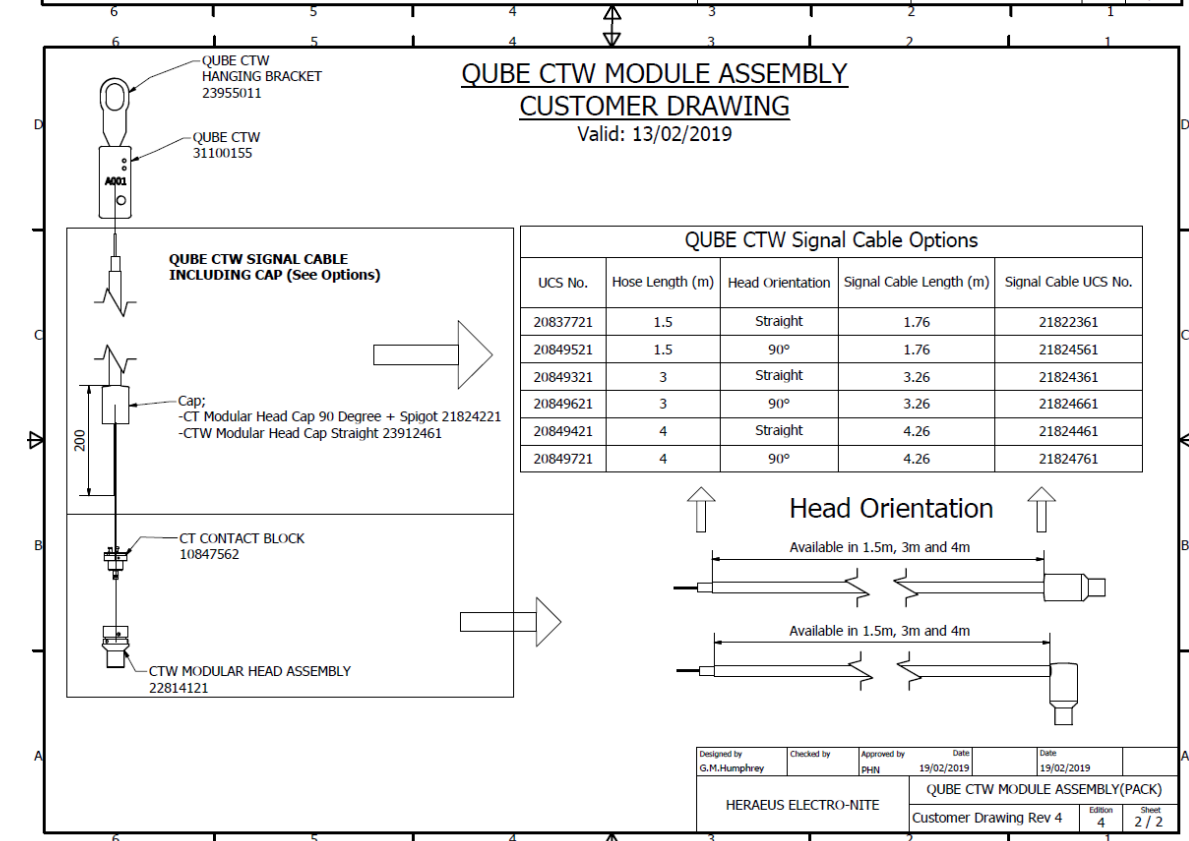 6 5 4 3 2 1
6 5 4 3 2 1
QUBE CTW MODULE ASSEMBLY
CUSTOMER DRAWING
Valid: 13/02/2019
QUBE CTW
HANGING BRACKET
23955011
D
D
QUBE CTW
31100155
A001
QUBE CTW SIGNAL CABLE
INCLUDING CAP (See Options)
QUBE CTW Signal Cable Options
UCS No. Hose Length (m) Head Orientation Signal Cable Length (m) Signal Cable UCS No.
20837721 1.5 Straight 1.76 21822361
20849521 1.5 90° 1.76 21824561
20849321 3 Straight 3.26 21824361
20849621 3 90° 3.26 21824661
20849421 4 Straight 4.26 21824461
20849721 4 90° 4.26 21824761
C
C
Cap;
-CT Modular Head Cap 90 Degree + Spigot 21824221
-CTW Modular Head Cap Straight 23912461
200
Head Orientation
B
B
CT CONTACT BLOCK
10847562
Available in 1.5m, 3m and 4m
Available in 1.5m, 3m and 4m
CTW MODULAR HEAD ASSEMBLY
22814121
A
A
Designed by Checked by Approved by Date Date
G.M.Humphrey PHN 19/02/2019 19/02/2019
HERAEUS ELECTRO-NITE
QUBE CTW MODULE ASSEMBLY(PACK)
Customer Drawing Rev 4
Edition
4
Sheet
2 / 2
6 5 4 3 2 1